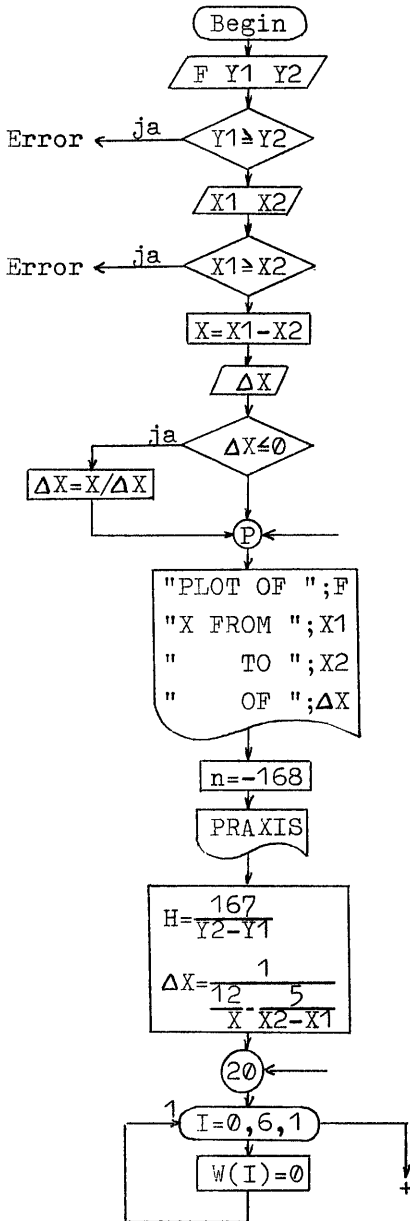 Begin
F Y1 Y2
Error ja Y1≥Y2
X1 X2
Error ja X1≥X2
X=X1-X2
ΔX
ja ΔX≤0
ΔX=X/ΔX
P
"PLOT OF ";F
"X FROM ";X1
" TO ";X2
" OF ";ΔX
n=-168
PRAXIS
H=167/Y2-Y1
ΔX=1/12/X-5/X2-X1
20
1 I=0,6,1
W(I)=0
+